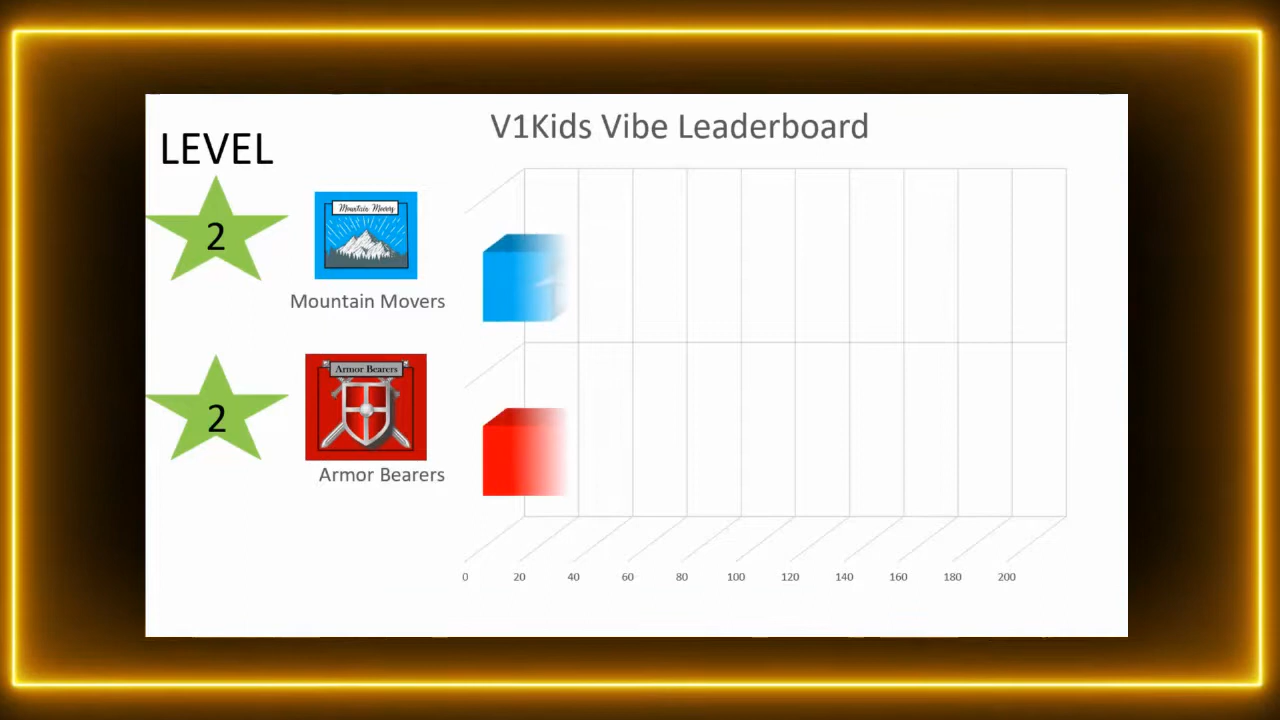 V1Kids Vibe Leaderboard
LEVEL
2
Mountain Movers
Mountain Movers
2
Armor Bearers
Armor Bearers
0 20 40 60 80 100 120 140 160 180 200